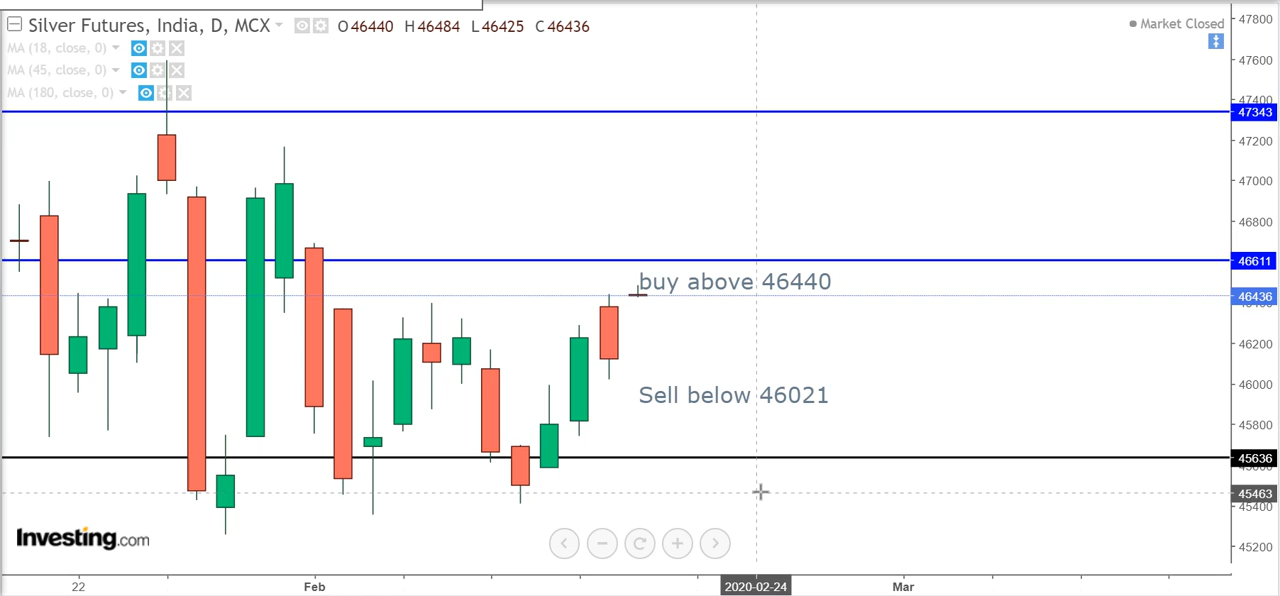 Silver Futures, India, D, MCX O46440 H46484 L46425 C46436
Market Closed
MA (18, close, 0)
MA (45, close, 0)
MA (180, close, 0)
47800
47600
47400
47343
47200
47000
46800
46611
buy above 46440
46436
46200
46000
Sell below 46021
45800
45636
45463
45400
45200
Investing.com
22 Feb 2020-02-24 Mar